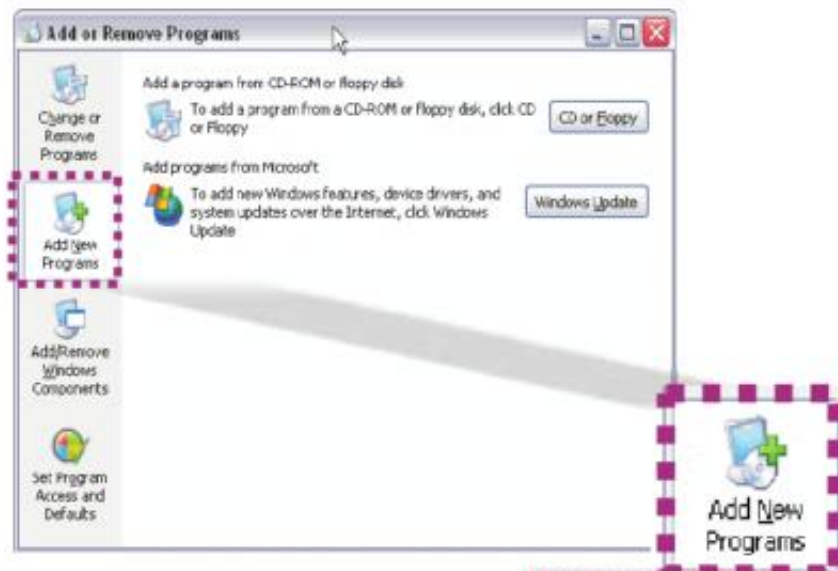 Add or Remove Programs
Change or
Remove
Programs
Add New
Programs
Add/Remove
Windows
Components
Set Program
Access and
Defaults
Add a program from CD-ROM or floppy disk
To add a program from a CD-ROM or floppy disk, click CD
or Floppy
CD or Floppy
Add programs from Microsoft
To add new Windows features, device drivers, and
system updates over the Internet, click Windows
Update
Windows Update
Add New
Programs